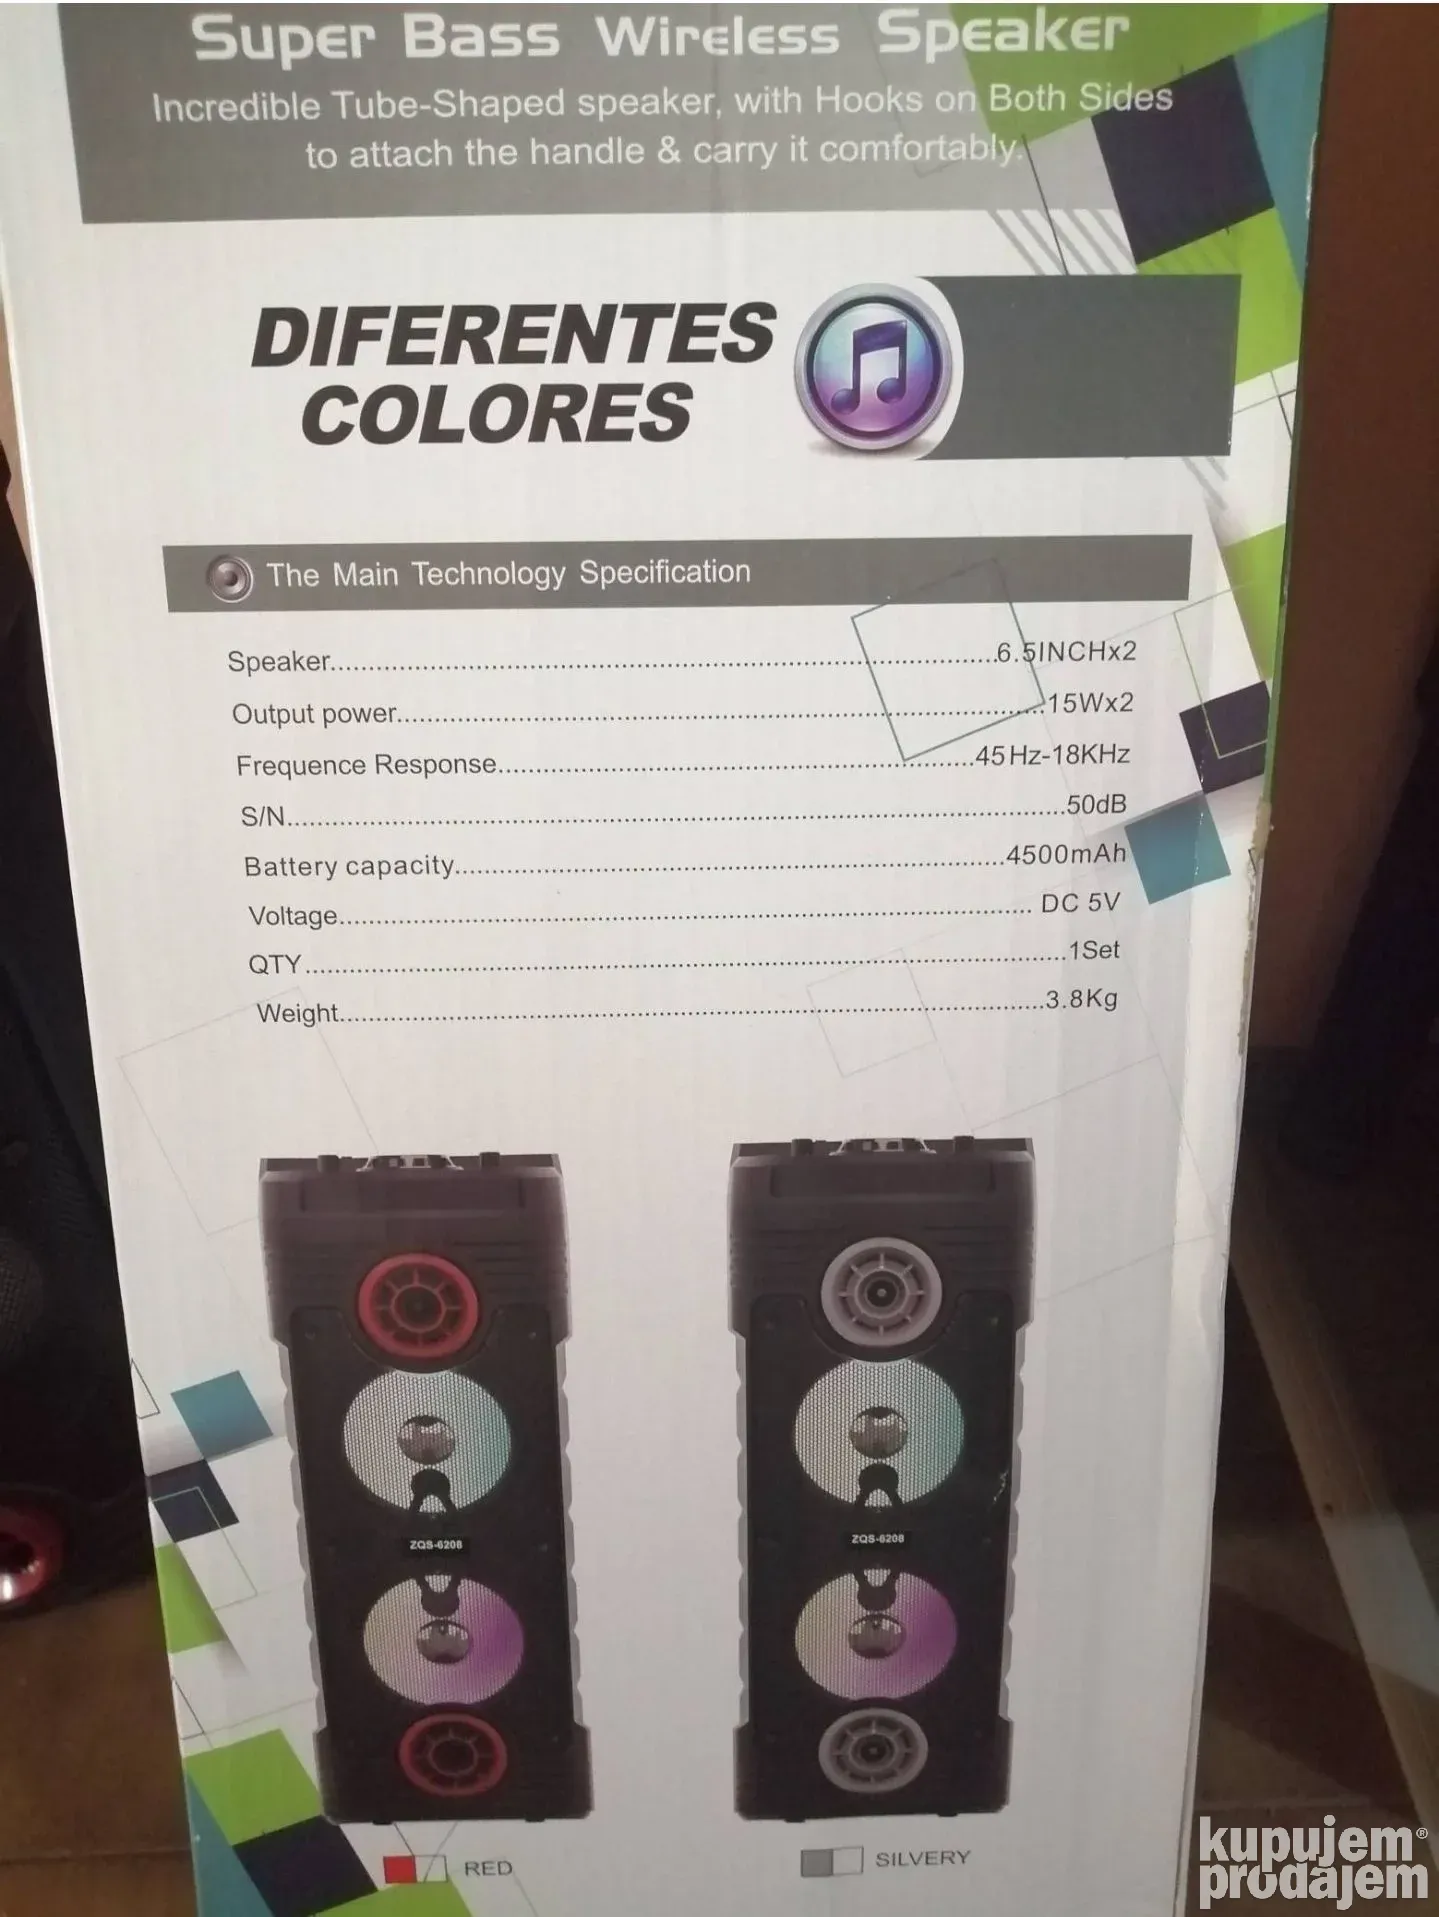 Super Bass Wireless Speaker
Incredible Tube-Shaped speaker, with Hooks on Both Sides
to attach the handle & carry it comfortably.
DIFERENTES
COLORES
The Main Technology Specification
Speaker..........6.5INCHx2
Output power..........15Wx2
Frequence Response..........45Hz-18KHz
S/N..........50dB
Battery capacity..........4500mAh
Voltage.......... DC 5V
QTY..........1Set
Weight..........3.8Kg
ZQS-6208
ZQS-6208
RED
SILVERY
kupujem®
prodajem